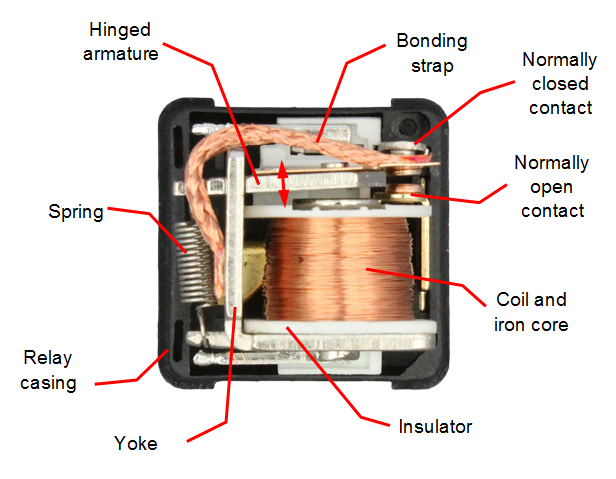 Hinged
armature
Bonding
strap
Normally
closed
contact
Normally
open
contact
Spring
Coil and
iron core
Relay
casing
Yoke
Insulator